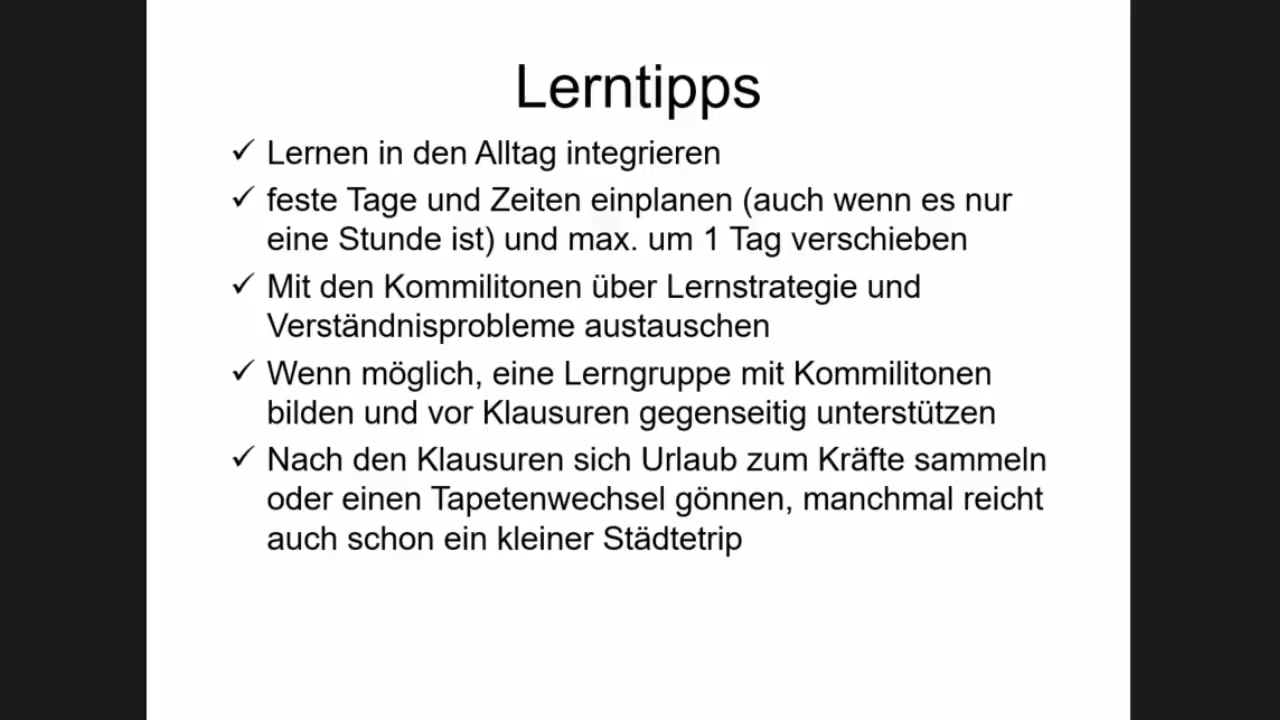 Lerntipps
✓ Lernen in den Alltag integrieren
✓ feste Tage und Zeiten einplanen (auch wenn es nur
eine Stunde ist) und max. um 1 Tag verschieben
✓ Mit den Kommilitonen über Lernstrategie und
Verständnisprobleme austauschen
✓ Wenn möglich, eine Lerngruppe mit Kommilitonen
bilden und vor Klausuren gegenseitig unterstützen
✓ Nach den Klausuren sich Urlaub zum Kräfte sammeln
oder einen Tapetenwechsel gönnen, manchmal reicht
auch schon ein kleiner Städtetrip